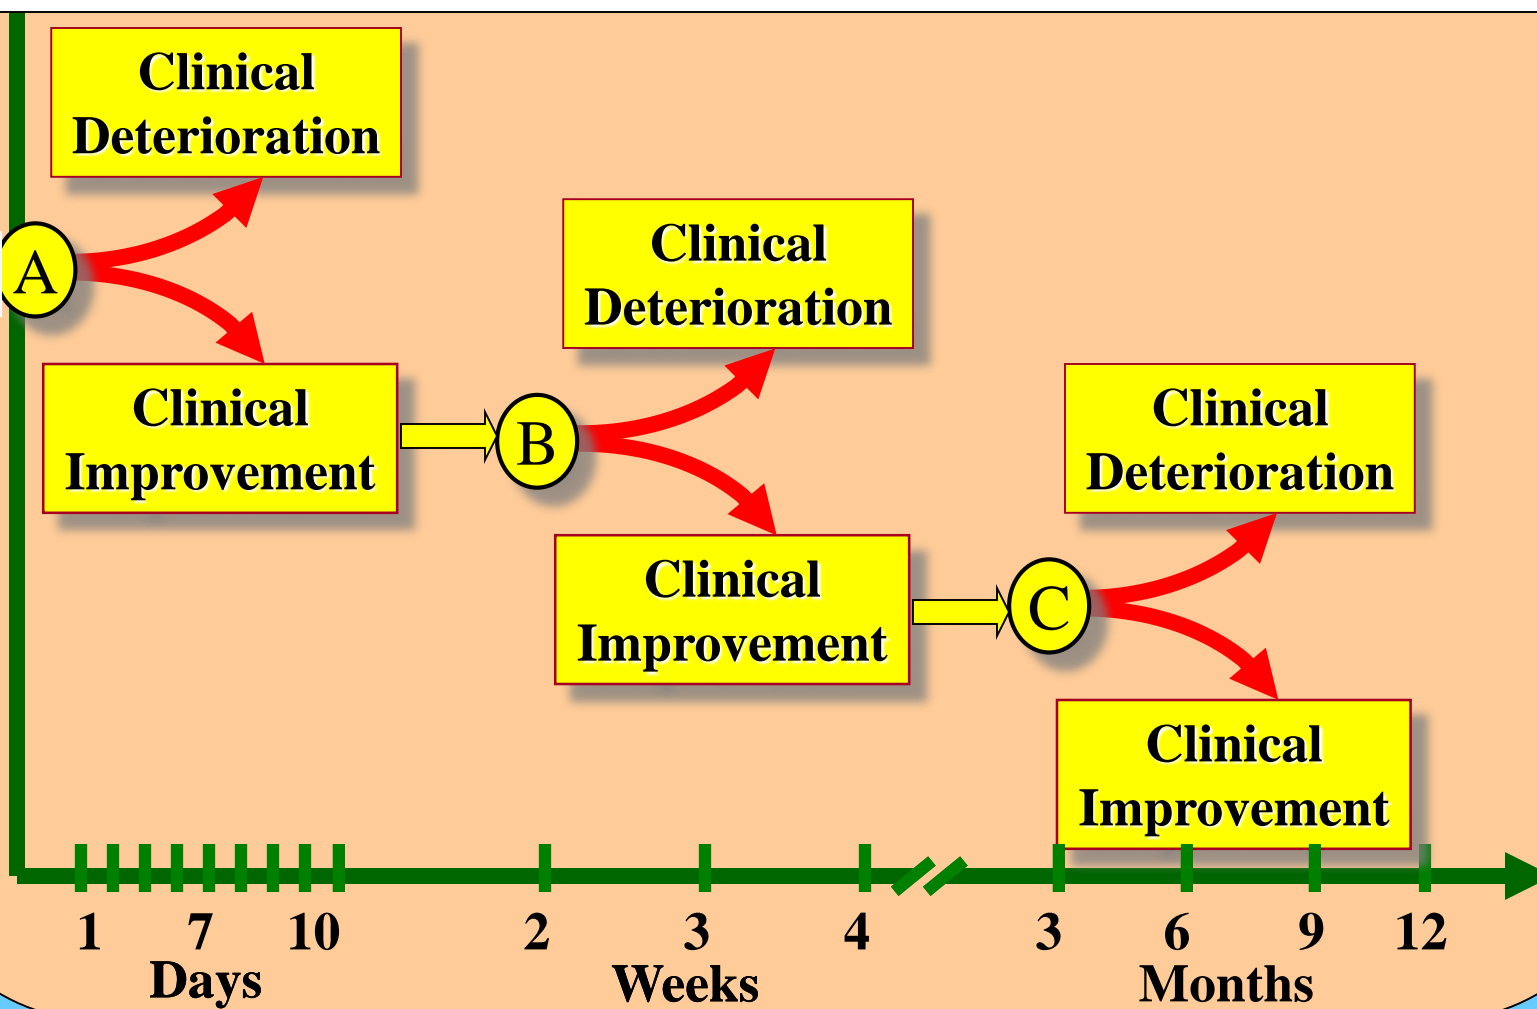 Clinical
Deterioration
A
Clinical
Improvement
B
Clinical
Deterioration
Clinical
Improvement
C
Clinical
Deterioration
Clinical
Improvement
1 7 10 2 3 4 3 6 9 12
Days Weeks Months